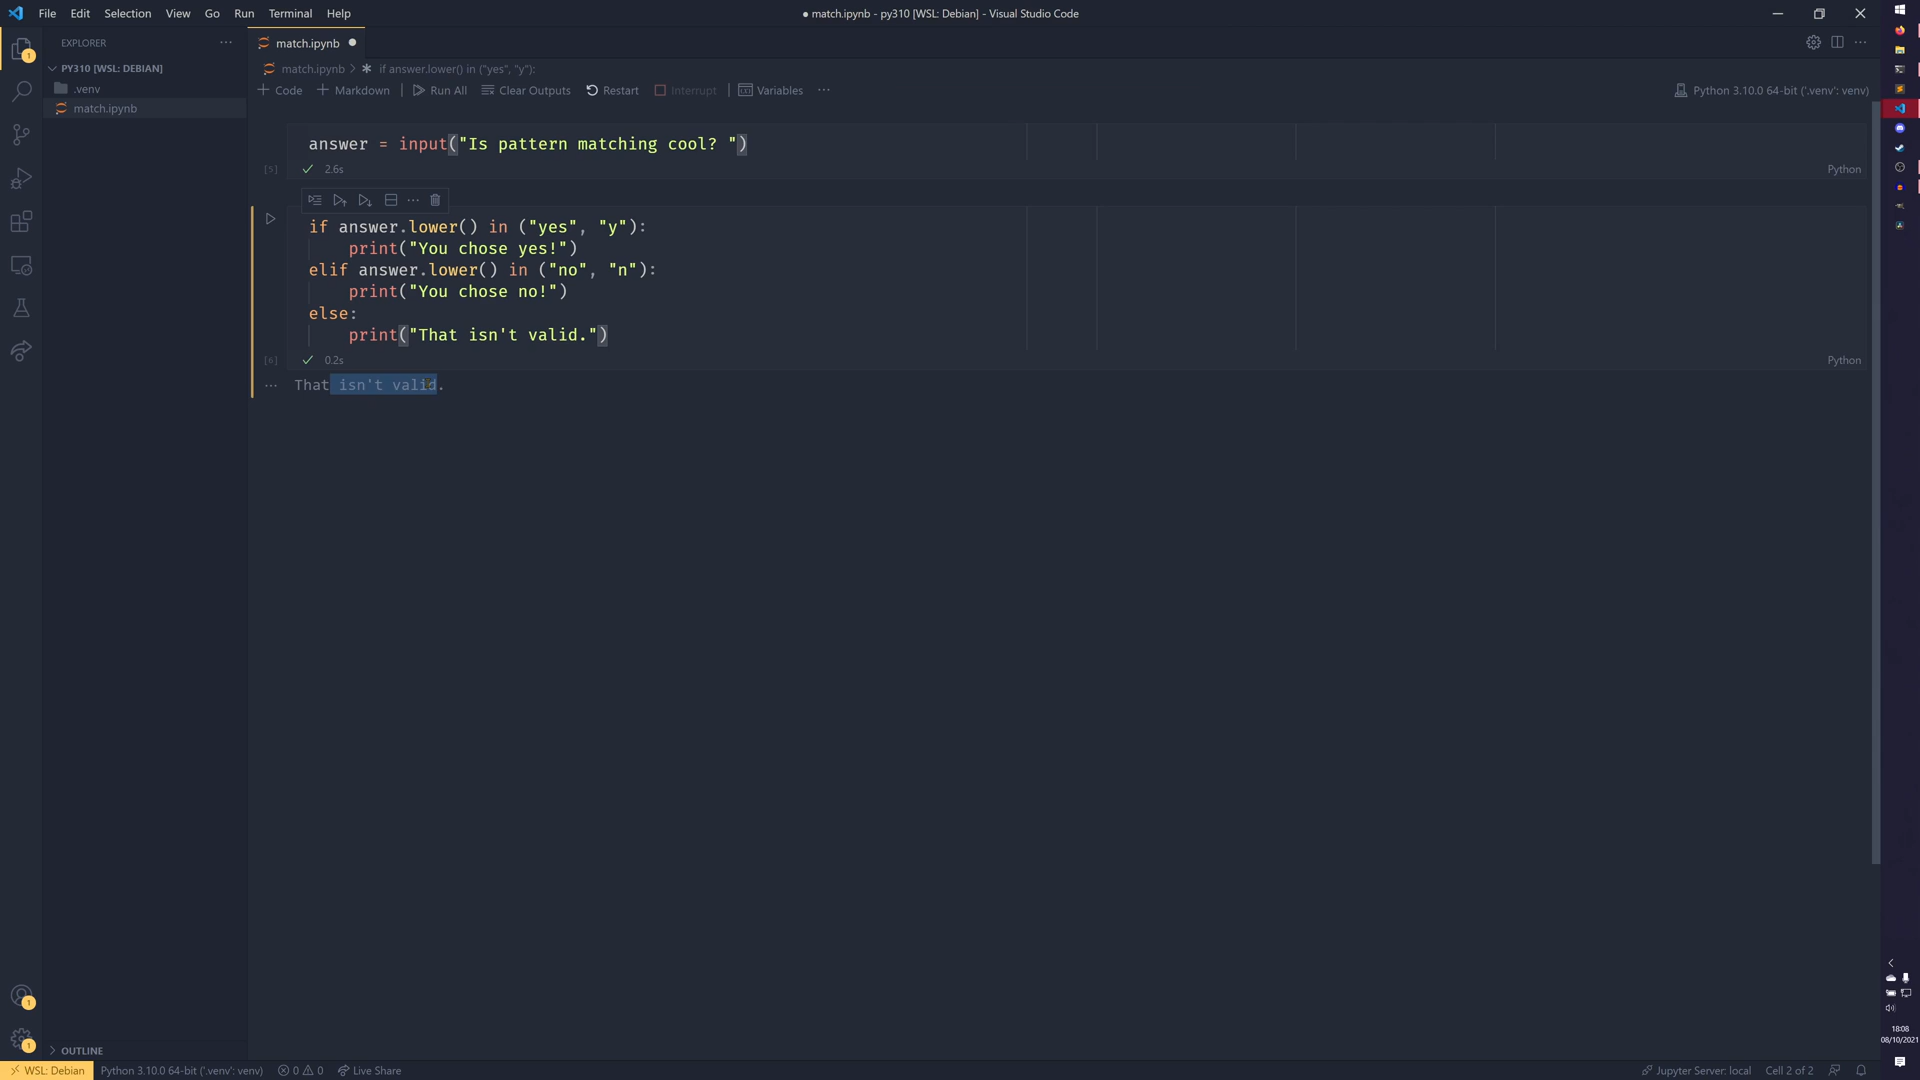 File Edit Selection View Go Run Terminal Help
● match.ipynb - py310 [WSL: Debian] - Visual Studio Code
EXPLORER
match.ipynb
PY310 [WSL: DEBIAN]
.venv
match.ipynb
match.ipynb > if answer.lower() in ("yes", "y"):
+ Code + Markdown | Run All Clear Outputs Restart Interrupt | Variables ···
Python 3.10.0 64-bit ('.venv': venv)
answer = input("Is pattern matching cool? ")
[5] ✓ 2.6s
Python
if answer.lower() in ("yes", "y"):
    print("You chose yes!")
elif answer.lower() in ("no", "n"):
    print("You chose no!")
else:
    print("That isn't valid.")
[6] ✓ 0.2s
Python
That isn't valid.
1
1
1
OUTLINE
WSL: Debian Python 3.10.0 64-bit ('.venv': venv) 0 0 Live Share
Jupyter Server: local Cell 2 of 2
18:08
08/10/2021